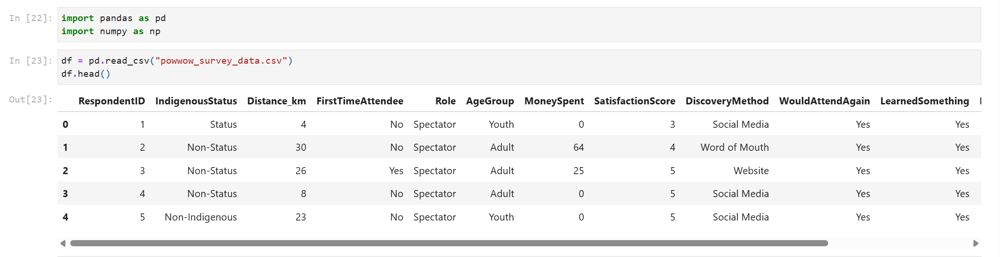 In [22]: import pandas as pd
import numpy as np
In [23]: df = pd.read_csv("powwow_survey_data.csv")
df.head()
Out[23]: RespondentID IndigenousStatus Distance_km FirstTimeAttendee Role AgeGroup MoneySpent SatisfactionScore DiscoveryMethod WouldAttendAgain LearnedSomething
0 1 Status 4 No Spectator Youth 0 3 Social Media Yes Yes
1 2 Non-Status 30 No Spectator Adult 64 4 Word of Mouth Yes Yes
2 3 Non-Status 26 Yes Spectator Adult 25 5 Website Yes Yes
3 4 Non-Status 8 No Spectator Adult 0 5 Social Media Yes Yes
4 5 Non-Indigenous 23 No Spectator Youth 0 5 Social Media Yes Yes